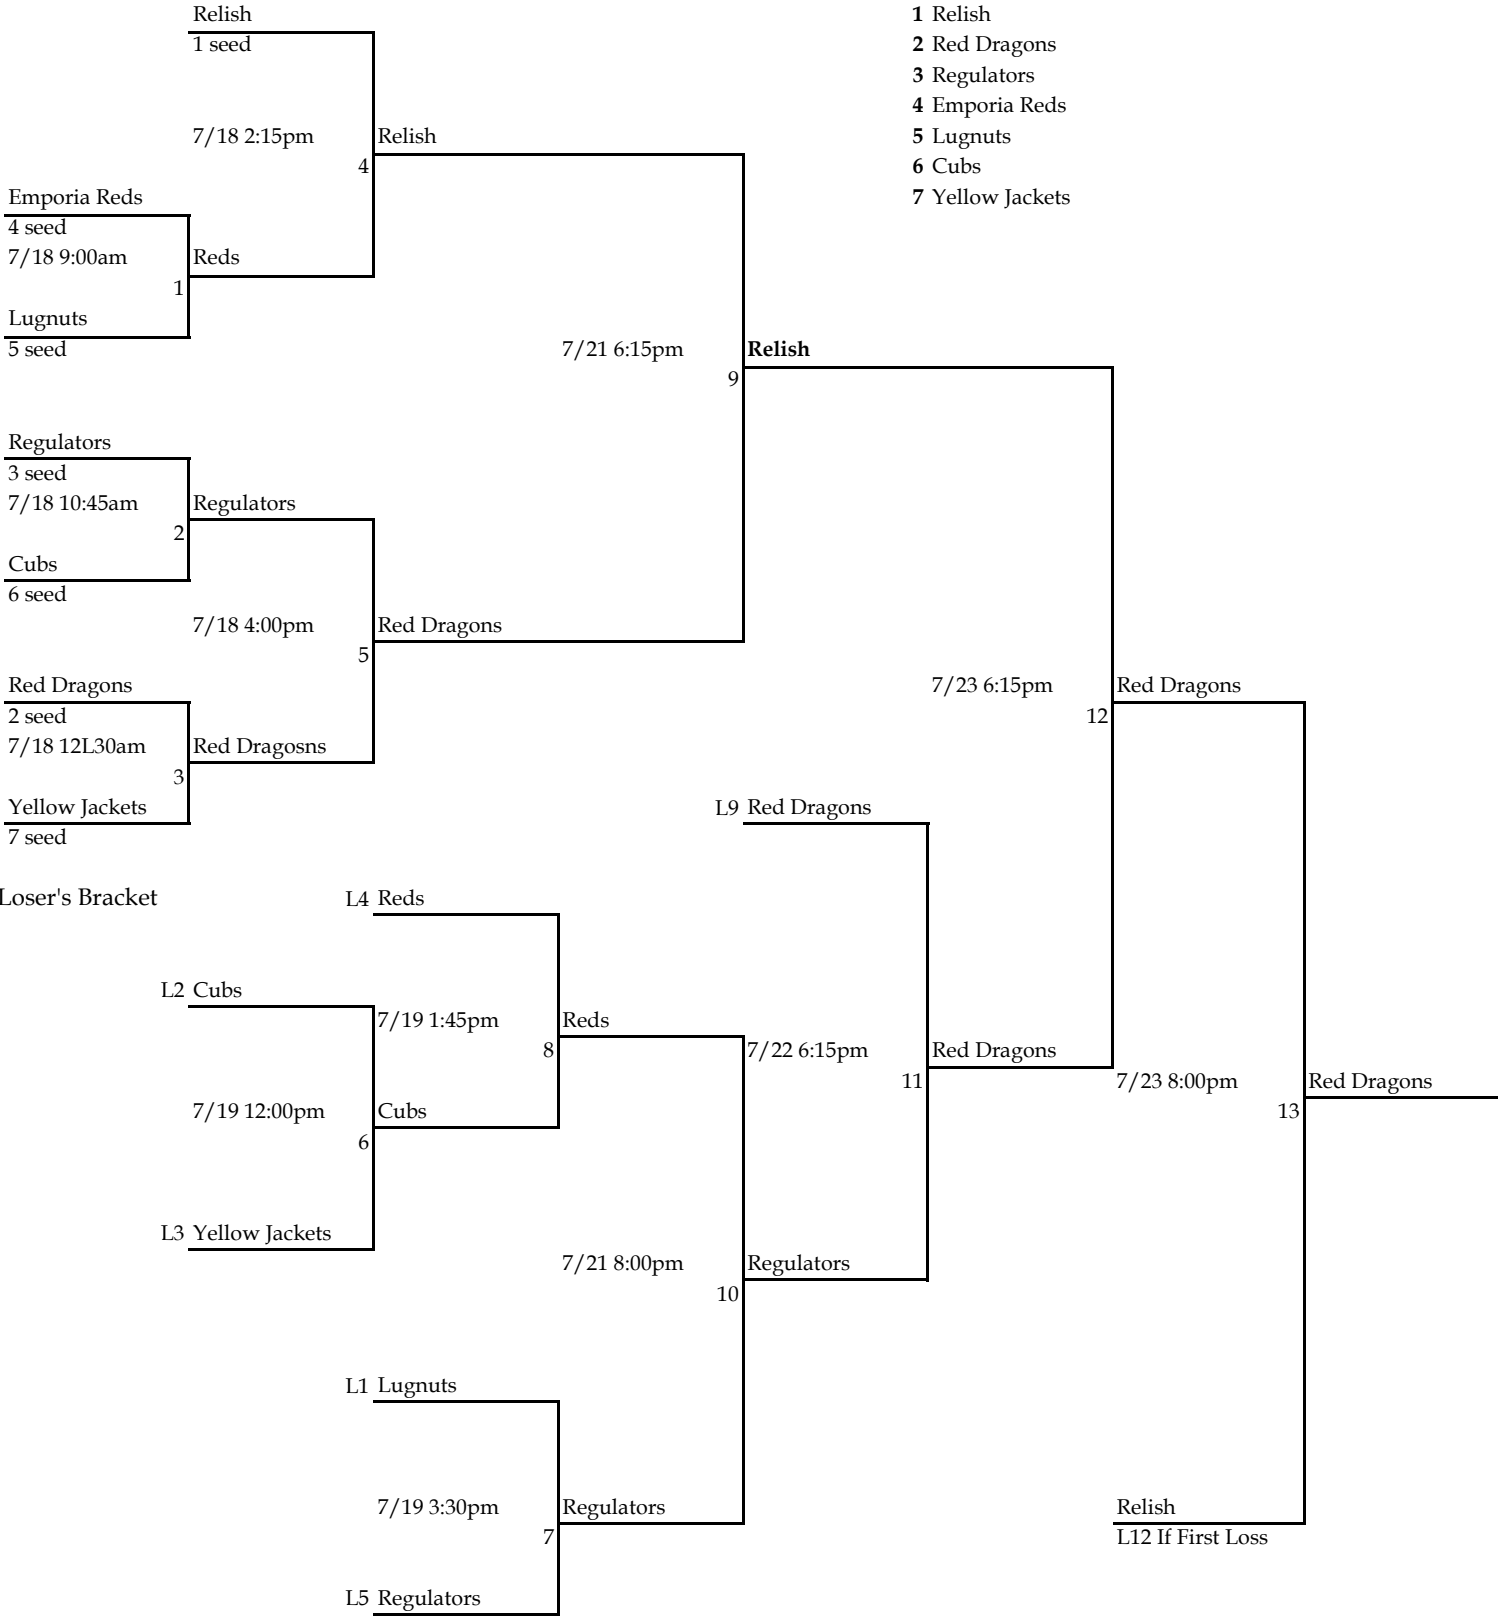 Relish
1 seed
1 Relish
2 Red Dragons
3 Regulators
4 Emporia Reds
5 Lugnuts
6 Cubs
7 Yellow Jackets
7/18 2:15pm
Relish
4
Emporia Reds
4 seed
7/18 9:00am
Reds
1
Lugnuts
5 seed
7/21 6:15pm
Relish
9
Regulators
3 seed
7/18 10:45am
Regulators
2
Cubs
6 seed
7/18 4:00pm
Red Dragons
5
Red Dragons
2 seed
7/18 12L30am
Red Dragosns
3
Yellow Jackets
7 seed
7/23 6:15pm
Red Dragons
12
L9 Red Dragons
Loser's Bracket
L4 Reds
L2 Cubs
7/19 1:45pm
Reds
8
7/22 6:15pm
Red Dragons
11
7/23 8:00pm
Red Dragons
13
7/19 12:00pm
Cubs
6
L3 Yellow Jackets
7/21 8:00pm
Regulators
10
L1 Lugnuts
7/19 3:30pm
Regulators
7
Relish
L12 If First Loss
L5 Regulators